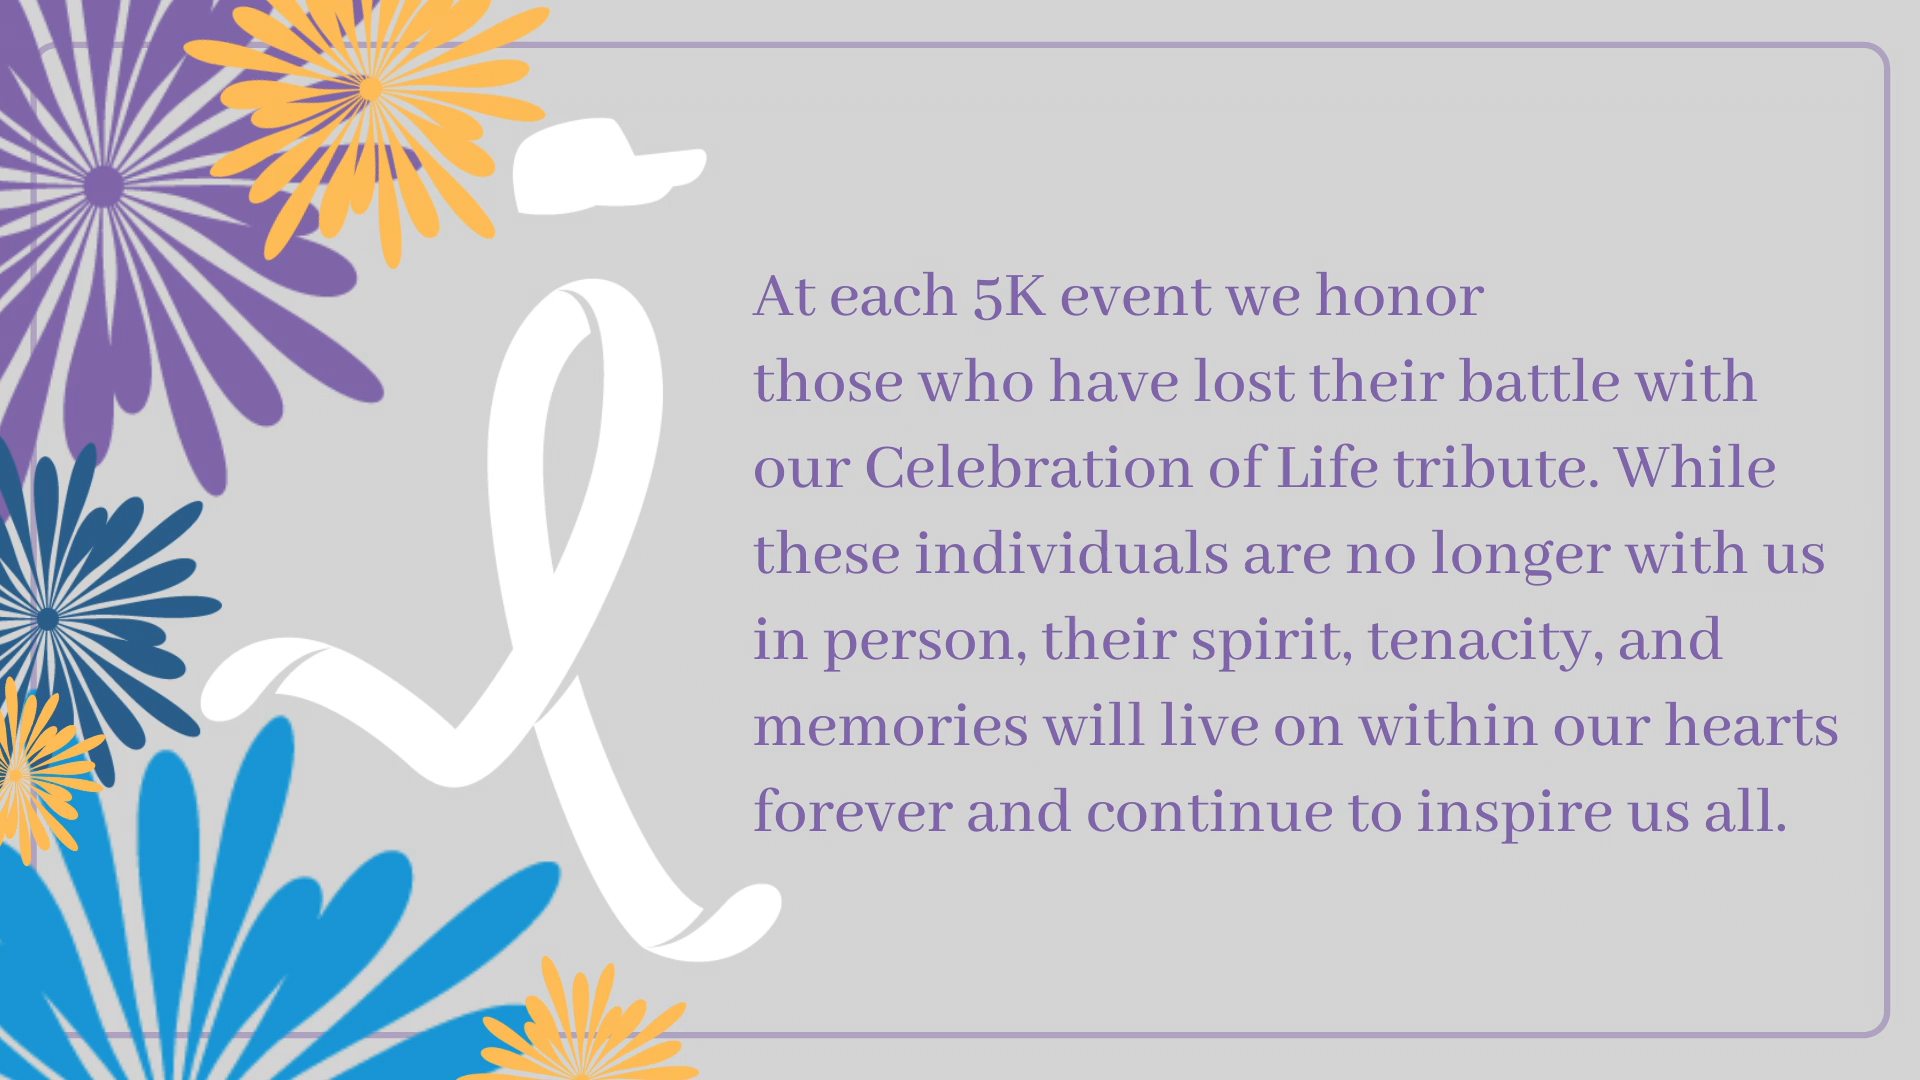 At each 5K event we honor
those who have lost their battle with
our Celebration of Life tribute. While
these individuals are no longer with us
in person, their spirit, tenacity, and
memories will live on within our hearts
forever and continue to inspire us all.